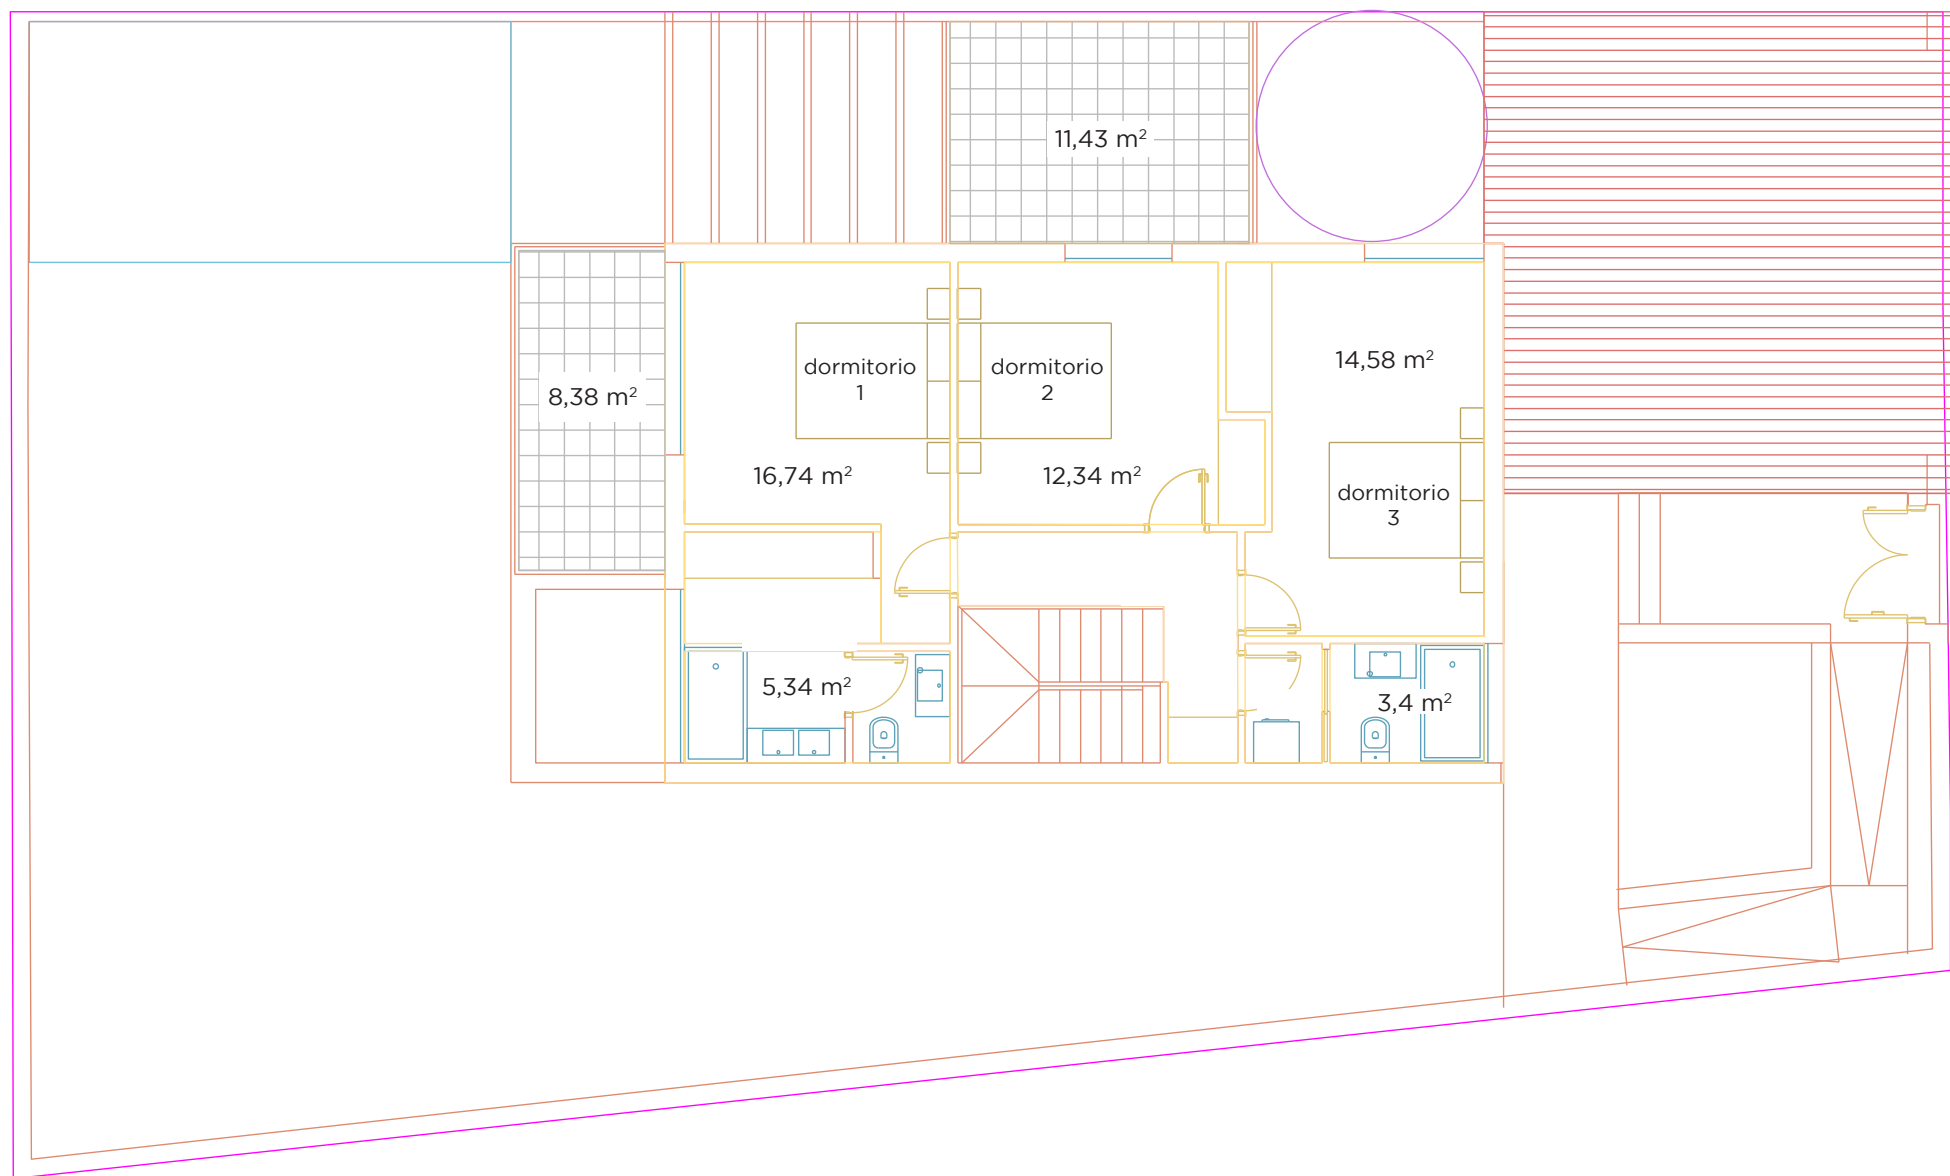 11,43 m²
8,38 m²
dormitorio
1
16,74 m²
dormitorio
2
12,34 m²
14,58 m²
dormitorio
3
5,34 m²
3,4 m²